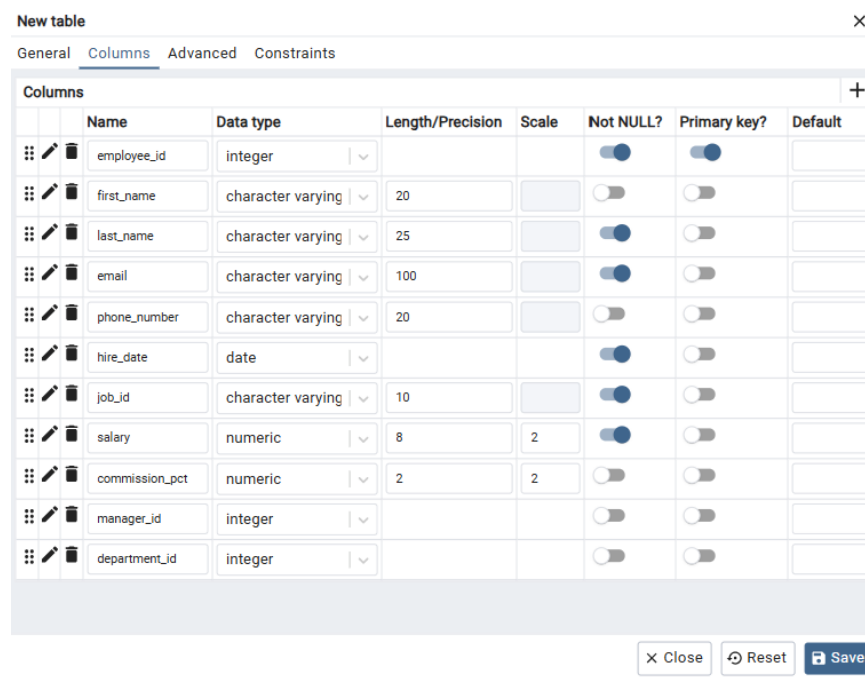 New table
General Columns Advanced Constraints
Columns
Name Data type Length/Precision Scale Not NULL? Primary key? Default
employee_id integer
first_name character varying 20
last_name character varying 25
email character varying 100
phone_number character varying 20
hire_date date
job_id character varying 10
salary numeric 8 2
commission_pct numeric 2 2
manager_id integer
department_id integer
Close Reset Save